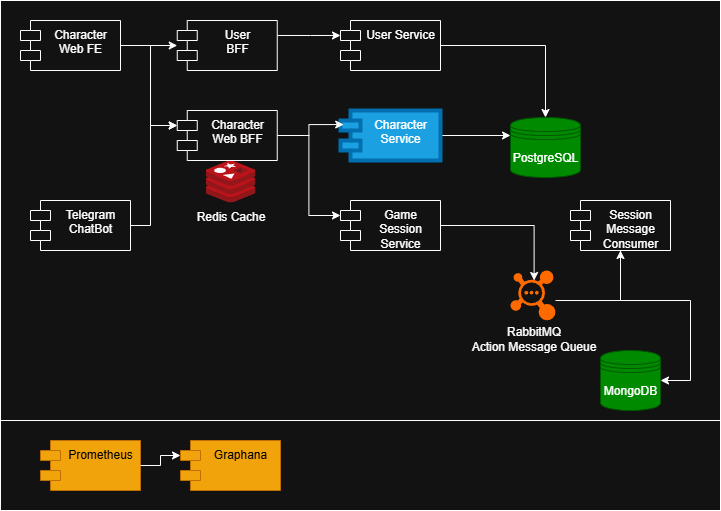 Character
Web FE
User
BFF
User Service
Character
Web BFF
Character
Service
PostgreSQL
Redis Cache
Telegram
ChatBot
Game
Session
Service
Session
Message
Consumer
RabbitMQ
Action Message Queue
MongoDB
Prometheus
Graphana